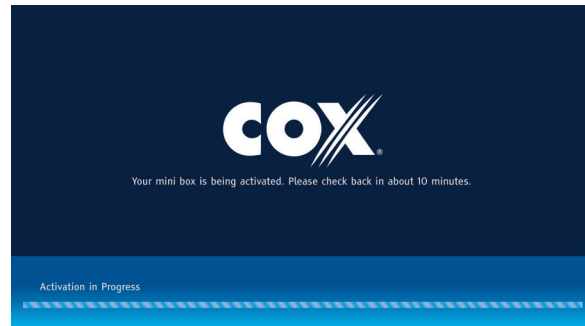 COX®
Your mini box is being activated. Please check back in about 10 minutes.
Activation in Progress